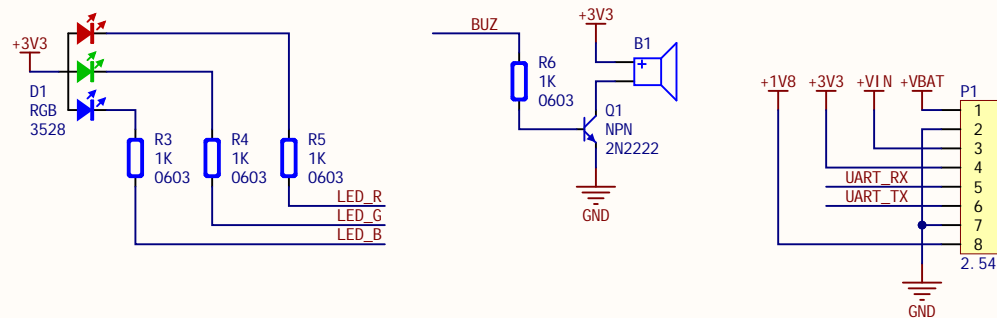 +3V3
D1
RGB
3528
R3
1K
0603
R4
1K
0603
R5
1K
0603
LED_R
LED_G
LED_B
BUZ
R6
1K
0603
+3V3
B1
+
Q1
NPN
2N2222
GND
+1V8
+3V3
+VIN
+VBAT
P1
1
2
3
4
5
6
7
8
UART_RX
UART_TX
2.54
GND